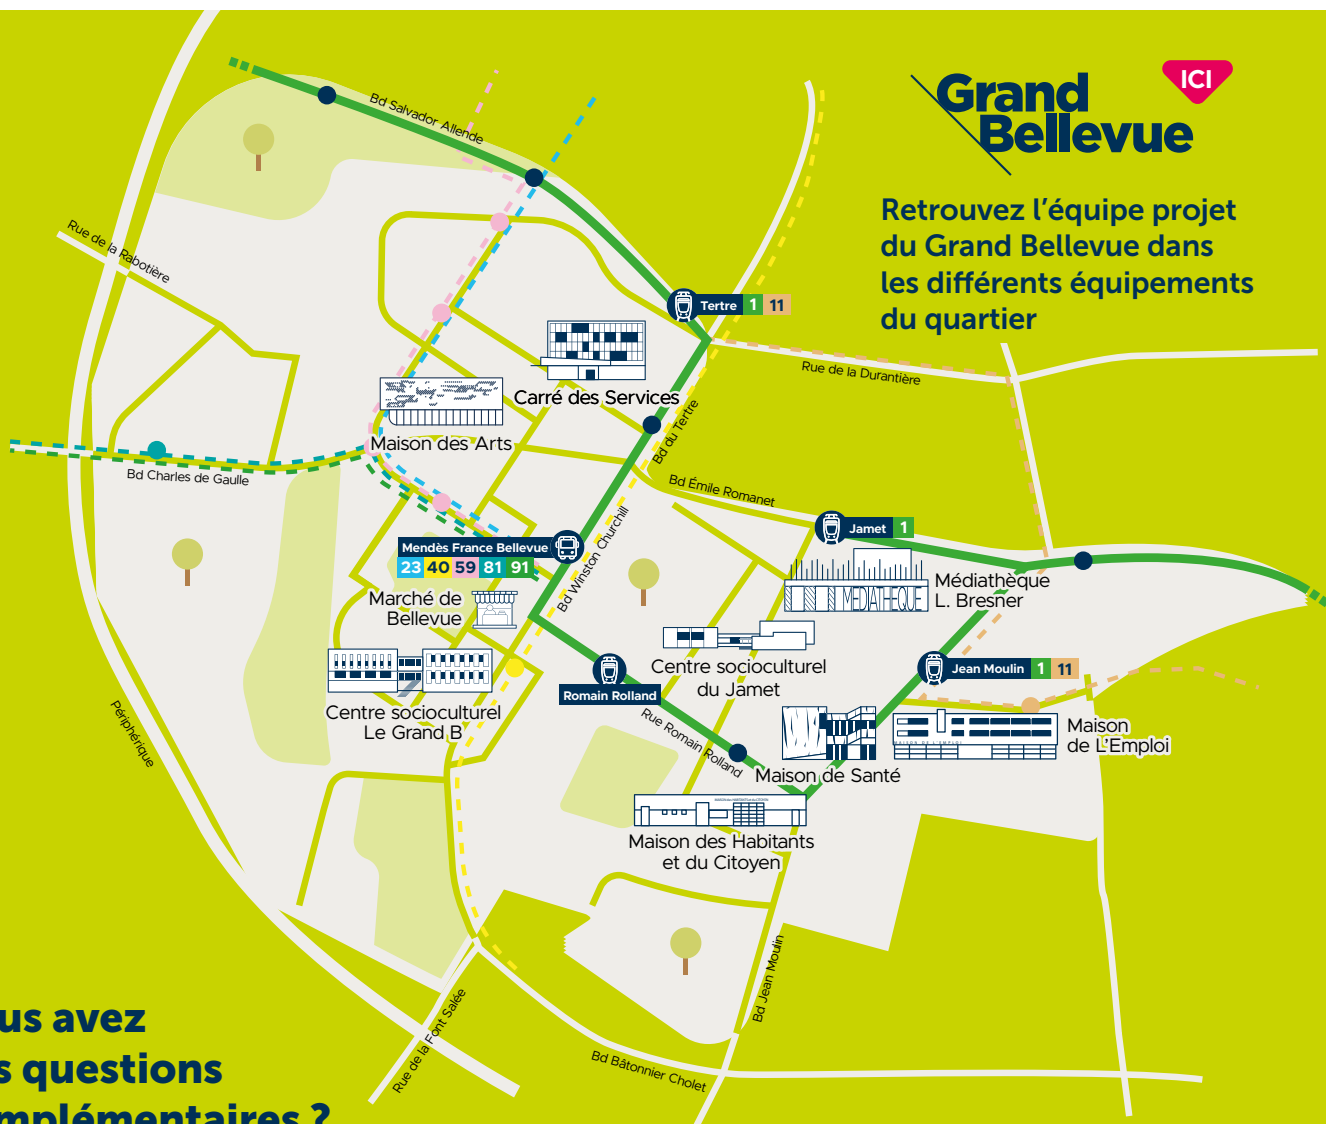 Grand
Bellevue
ICI
Retrouvez l’équipe projet
du Grand Bellevue dans
les différents équipements
du quartier
Bd Salvador Allende
Rue de la Rabotière
Tertre 1 11
Rue de la Durantière
Carré des Services
Maison des Arts
Bd du Tertre
Bd Charles de Gaulle
Bd Émile Romanet
Jamet 1
Mendès France Bellevue
23 40 59 81 91
Bd Winston Churchill
MEDIATHEQUE
Médiathèque
L. Bresner
Marché de
Bellevue
Centre socioculturel
du Jamet
Jean Moulin 1 11
Romain Rolland
Centre socioculturel
Le Grand B
Rue Romain Rolland
MAISON DE L'EMPLOI
Maison
de L’Emploi
Périphérique
Maison de Santé
Maison des Habitants
et du Citoyen
Bd Jean Moulin
Rue de la Font Salée
Bd Bâtonnier Cholet
us avez
s questions
mplémentaires ?